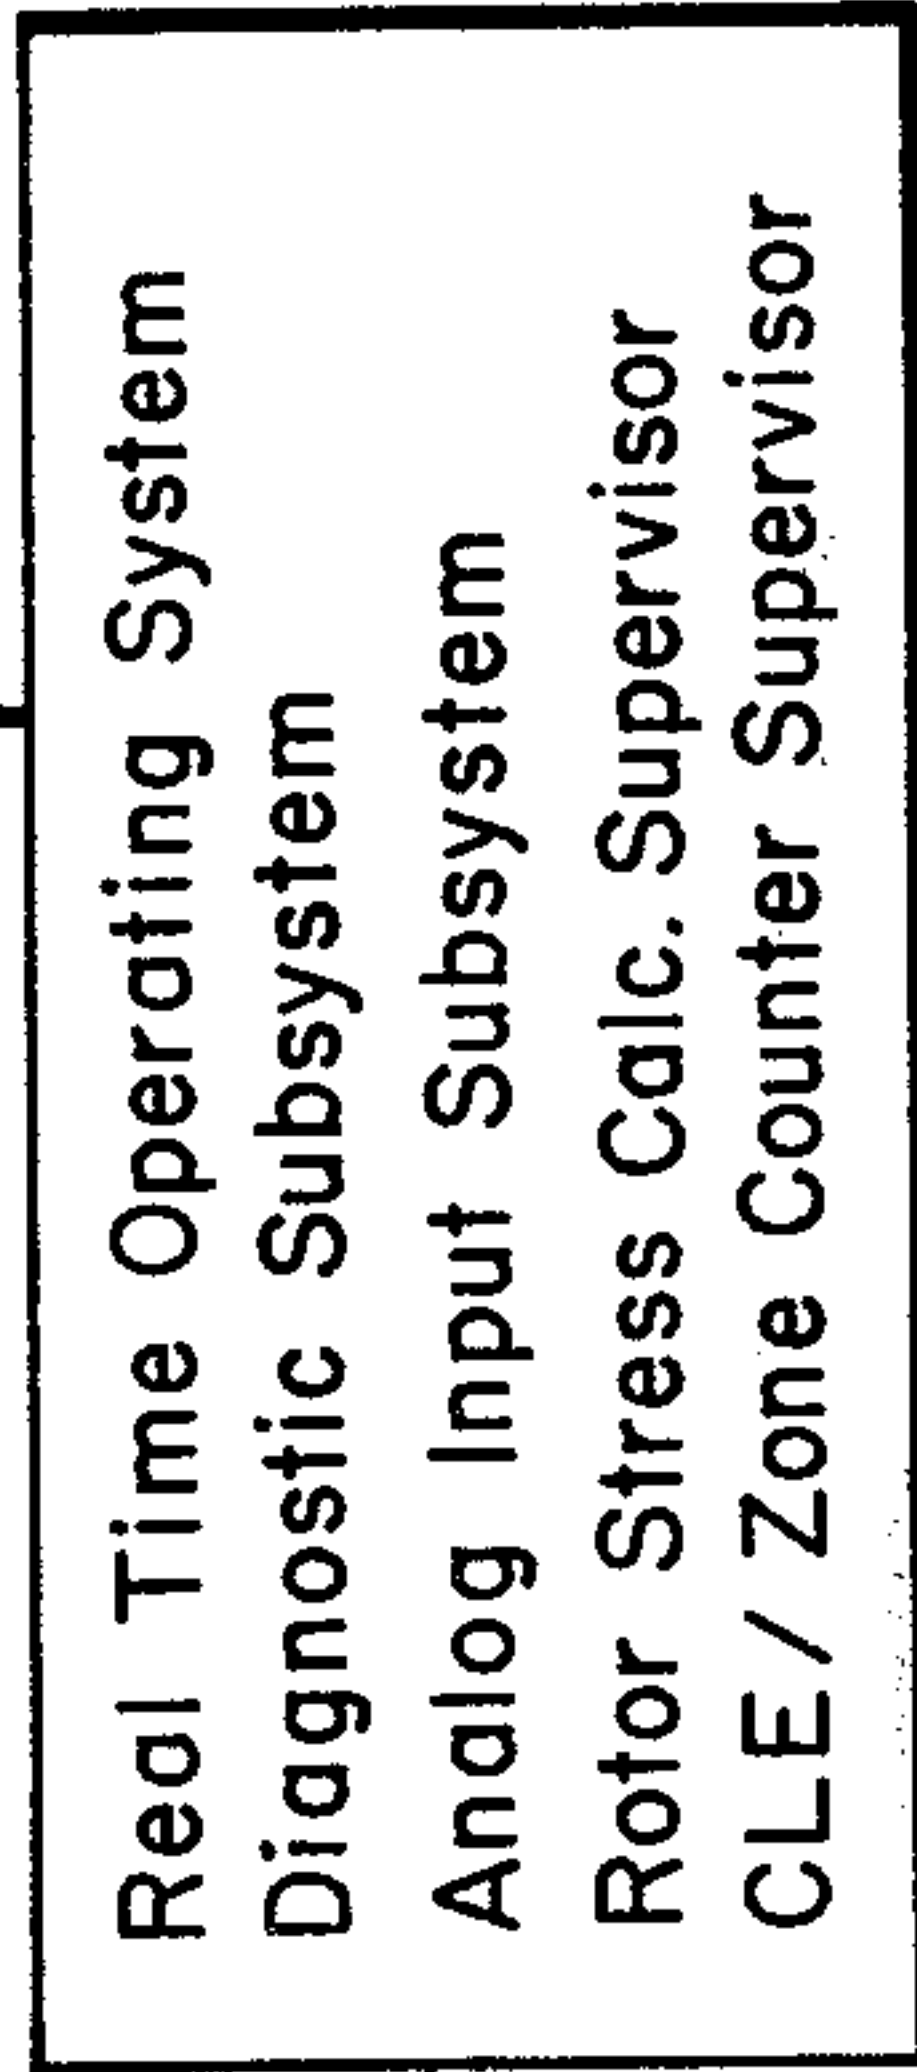 Real Time Operating System
Diagnostic Subsystem
Analog Input Subsystem
Rotor Stress Calc. Supervisor
CLE / Zone Counter Supervisor